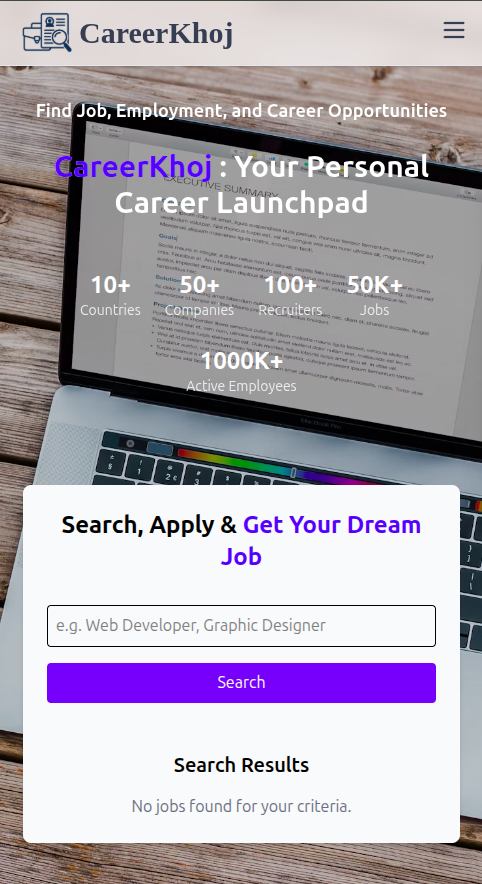 CareerKhoj
Find Job, Employment, and Career Opportunities
CareerKhoj : Your Personal
Career Launchpad
EXECUTIVE SUMMARY
10+ 50+ 100+ 50K+
Countries Companies Recruiters Jobs
1000K+
Active Employees
Search, Apply & Get Your Dream
Job
e.g. Web Developer, Graphic Designer
Search
Search Results
No jobs found for your criteria.